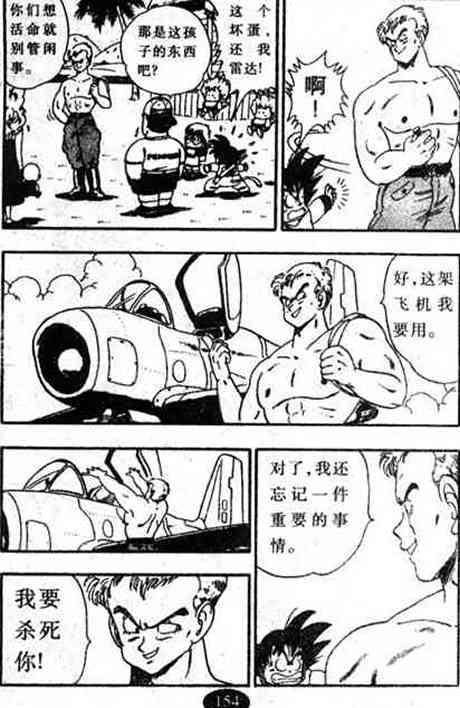 啊
!
这个
坏蛋,
还我
雷达!
那是这孩
子的东西
吧?
你们想
活命就
别管闲
事。
好,这架
飞机我
要用。
对了,我还
忘记一件
重要的事
情。
我要
杀死
你!
154